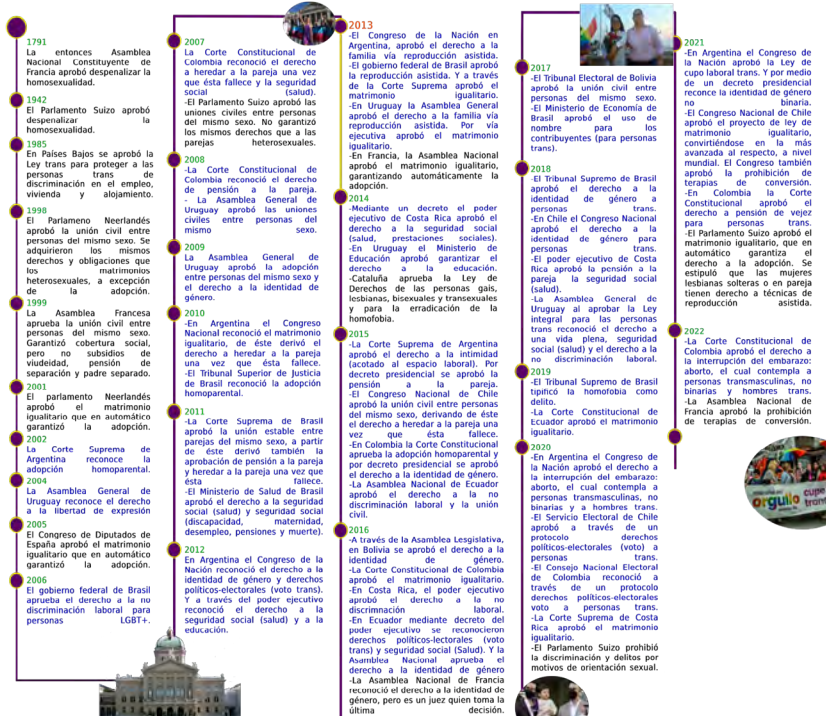 1791
La entonces Asamblea
Nacional Constituyente de
Francia aprobó despenalizar la
homosexualidad.
1942
El Parlamento Suizo aprobó
despenalizar la
homosexualidad.
1985
En Países Bajos se aprobó la
Ley trans para proteger a las
personas trans de
discriminación en el empleo,
vivienda y alojamiento.
1998
El Parlameno Neerlandés
aprobó la unión civil entre
personas del mismo sexo. Se
adquirieron los mismos
derechos y obligaciones que
los matrimonios
heterosexuales, a excepción
de la adopción.
1999
La Asamblea Francesa
aprueba la unión civil entre
personas del mismo sexo.
Garantizó cobertura social,
pero no subsidios de
viudeidad, pensión de
separación y padre separado.
2001
El parlamento Neerlandés
aprobó el matrimonio
igualitario que en automático
garantizó la adopción.
2002
La Corte Suprema de
Argentina reconoce la
adopción homoparental.
2004
La Asamblea General de
Uruguay reconoce el derecho
a la libertad de expresión
2005
El Congreso de Diputados de
España aprobó el matrimonio
igualitario que en automático
garantizó la adopción.
2006
El gobierno federal de Brasil
aprueba el derecho a la no
discriminación laboral para
personas LGBT+.
2007
La Corte Constitucional de
Colombia reconoció el derecho
a heredar a la pareja una vez
que ésta fallece y la seguridad
social (salud).
-El Parlamento Suizo aprobó las
uniones civiles entre personas
del mismo sexo. No garantizó
los mismos derechos que a las
parejas heterosexuales.
2008
-La Corte Constitucional de
Colombia reconoció el derecho
de pensión a la pareja.
- La Asamblea General de
Uruguay aprobó las uniones
civiles entre personas del
mismo sexo.
2009
La Asamblea General de
Uruguay aprobó la adopción
entre personas del mismo sexo y
el derecho a la identidad de
género.
2010
-En Argentina el Congreso
Nacional reconoció el matrimonio
igualitario, de éste derivó el
derecho a heredar a la pareja
una vez que ésta fallece.
-El Tribunal Superior de Justicia
de Brasil reconoció la adopción
homoparental.
2011
-La Corte Suprema de Brasil
aprobó la unión estable entre
parejas del mismo sexo, a partir
de éste derivó también la
aprobación de pensión a la pareja
y heredar a la pareja una vez que
ésta fallece.
-El Ministerio de Salud de Brasil
aprobó el derecho a la seguridad
social (salud) y seguridad social
(discapacidad, maternidad,
desempleo, pensiones y muerte).
2012
En Argentina el Congreso de la
Nación reconoció el derecho a la
identidad de género y derechos
políticos-electorales (voto trans).
Y a través del poder ejecutivo
reconoció el derecho a la
seguridad social (salud) y a la
educación.
2013
-El Congreso de la Nación en
Argentina, aprobó el derecho a la
familia vía reproducción asistida.
-El gobierno federal de Brasil aprobó
la reproducción asistida. Y a través
de la Corte Suprema aprobó el
matrimonio igualitario.
-En Uruguay la Asamblea General
aprobó el derecho a la familia vía
reproducción asistida. Por vía
ejecutiva aprobó el matrimonio
igualitario.
-En Francia, la Asamblea Nacional
aprobó el matrimonio igualitario,
garantizando automáticamente la
adopción.
2014
-Mediante un decreto el poder
ejecutivo de Costa Rica aprobó el
derecho a la seguridad social
(salud, prestaciones sociales).
-En Uruguay el Ministerio de
Educación aprobó garantizar el
derecho a la educación.
-Cataluña aprueba la Ley de
Derechos de las personas gais,
lesbianas, bisexuales y transexuales
y para la erradicación de la
homofobia.
2015
-La Corte Suprema de Argentina
aprobó el derecho a la intimidad
(acotado al espacio laboral). Por
decreto presidencial se aprobó la
pensión a la pareja.
-El Congreso Nacional de Chile
aprobó la unión civil entre personas
del mismo sexo, derivando de éste
el derecho a heredar a la pareja una
vez que ésta fallece.
-En Colombia la Corte Constitucional
aprueba la adopción homoparental y
por decreto presidencial se aprobó
el derecho a la identidad de género.
-La Asamblea Nacional de Ecuador
aprobó el derecho a la no
discriminación laboral y la unión
civil.
2016
-A través de la Asamblea Lesgislativa,
en Bolivia se aprobó el derecho a la
identidad de género.
-La Corte Constitucional de Colombia
aprobó el matrimonio igualitario.
-En Costa Rica, el poder ejecutivo
aprobó el derecho a la no
discrimnación laboral.
-En Ecuador mediante decreto del
poder ejecutivo se reconocieron
derechos políticos-lectorales (voto
trans) y seguridad social (Salud). Y la
Asamblea Nacional aprueba el
derecho a la identidad de género
-La Asamblea Nacional de Francia
reconoció el derecho a la identidad de
género, pero es un juez quien toma la
última decisión.
2017
-El Tribunal Electoral de Bolivia
aprobó la unión civil entre
personas del mismo sexo.
-El Ministerio de Economía de
Brasil aprobó el uso de
nombre para los
contribuyentes (para personas
trans).
2018
-El Tribunal Supremo de Brasil
aprobó el derecho a la
identidad de género a
personas trans.
-En Chile el Congreso Nacional
aprobó el derecho a la
identidad de género para
personas trans.
-El poder ejecutivo de Costa
Rica aprobó la pensión a la
pareja la seguridad social
(salud).
-La Asamblea General de
Uruguay al aprobar la Ley
integral para las personas
trans reconoció el derecho a
una vida plena, seguridad
social (salud) y el derecho a la
no discriminación laboral.
2019
-El Tribunal Supremo de Brasil
tipificó la homofobia como
delito.
-La Corte Constitucional de
Ecuador aprobó el matrimonio
igualitario.
2020
-En Argentina el Congreso de
la Nación aprobó el derecho a
la interrupción del embarazo:
aborto, el cual contempla a
personas transmasculinas, no
binarias y a hombres trans.
-El Servicio Electoral de Chile
aprobó a través de un
protocolo derechos
políticos-electorales (voto) a
personas trans.
-El Consejo Nacional Electoral
de Colombia reconoció a
través de un protocolo
derechos políticos-electorales
voto a personas trans.
-La Corte Suprema de Costa
Rica aprobó el matrimonio
igualitario.
-El Parlamento Suizo prohibió
la discriminación y delitos por
motivos de orientación sexual.
2021
-En Argentina el Congreso de
la Nación aprobó la Ley de
cupo laboral trans. Y por medio
de un decreto presidencial
reconce la identidad de género
no binaria.
-El Congreso Nacional de Chile
aprobó el proyecto de ley de
matrimonio igualitario,
convirtiéndose en la más
avanzada al respecto, a nivel
mundial. El Congreso también
aprobó la prohibición de
terapias de conversión.
-En Colombia la Corte
Constitucional aprobó el
derecho a pensión de vejez
para personas trans.
-El Parlamento Suizo aprobó el
matrimonio igualitario, que en
automático garantiza el
derecho a la adopción. Se
estipuló que las mujeres
lesbianas solteras o en pareja
tienen derecho a técnicas de
reproducción asistida.
2022
-La Corte Constitucional de
Colombia aprobó el derecho a
la interrupción del embarazo:
aborto, el cual contempla a
personas transmasculinas, no
binarias y hombres trans.
-La Asamblea Nacional de
Francia aprobó la prohibición
de terapias de conversión.
orgullo
cupo
trans